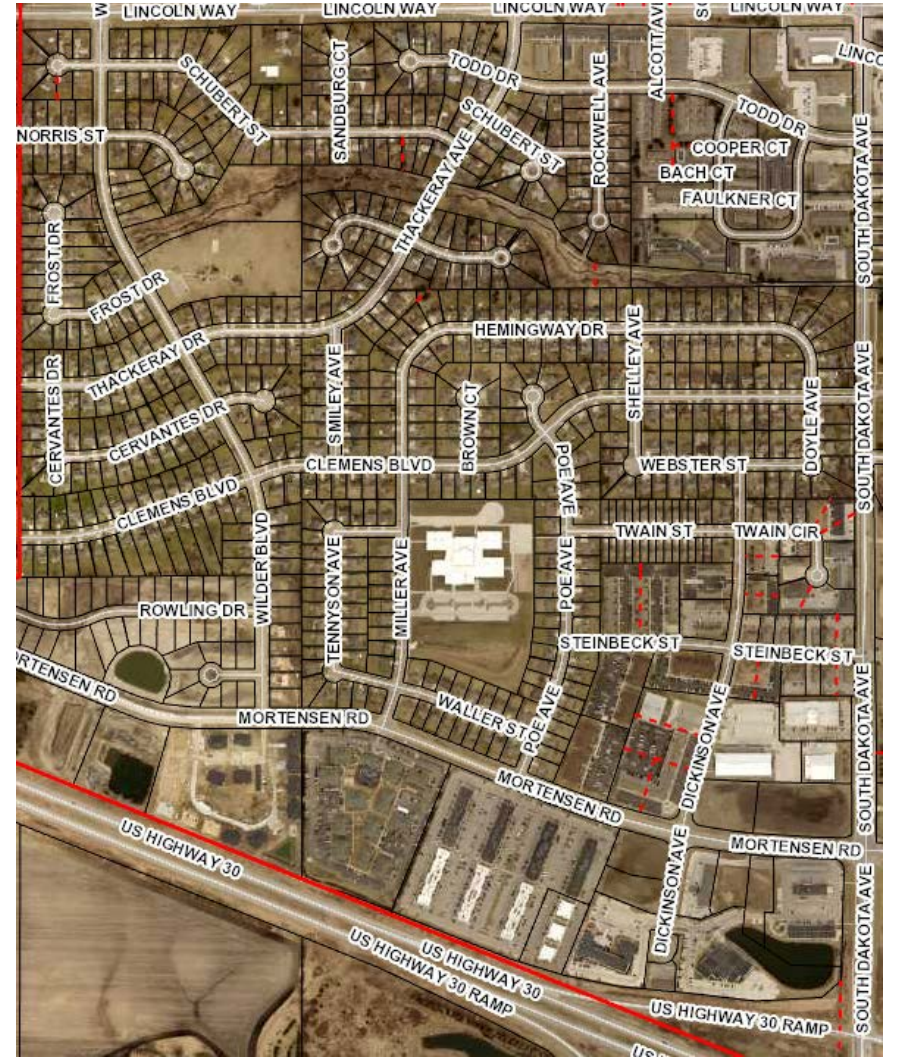 LINCOLN WAY
LINCOLN WAY
LINCOLN WAY
W
SCHUBERT ST
SANDBURG CT
TODD DR
ROCKWELL AVE
ALCOTT AVE
LINCO
NORRIS ST
SCHUBERT ST
TODD DR
COOPER CT
BACH CT
FAULKNER CT
SOUTH DAKOTA AVE
THACKERAY AVE
FROST DR
FROST DR
THACKERAY DR
HEMINGWAY DR
SHELLEY AVE
SMILEY AVE
BROWN CT
DOYLE AVE
SOUTH DAKOTA AVE
CERVANTES DR
CERVANTES DR
CLEMENS BLVD
POE AVE
WEBSTER ST
CLEMENS BLVD
TWAIN ST
TWAIN CIR
WILDER BLVD
TENNYSON AVE
MILLER AVE
POE AVE
ROWLING DR
STEINBECK ST
STEINBECK ST
RTENSEN RD
MORTENSEN RD
WALLER ST
POE AVE
DICKINSON AVE
SOUTH DAKOTA AVE
MORTENSEN RD
MORTENSEN RD
US HIGHWAY 30
DICKINSON AVE
SOUTH DAKOTA AVE
US HIGHWAY 30
US HIGHWAY 30 RAMP
US HIGHWAY 30 RAMP